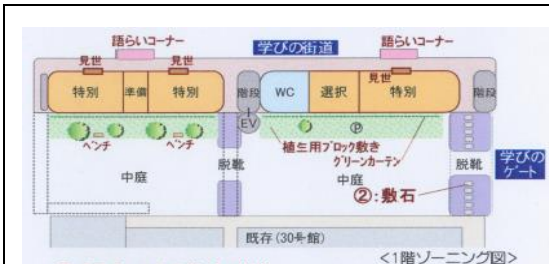 語らいコーナー
学びの街道
語らいコーナー
見世
見世
見世
特別
準備
特別
階段
WC
選択
特別
階段
EV
ベンチ
ベンチ
Ⓟ
植生用ブロック敷き
グリーンカーテン
脱靴
脱靴
学びの
ゲート
中庭
中庭
②:敷石
既存(30号館)
<1階ゾーニング図>